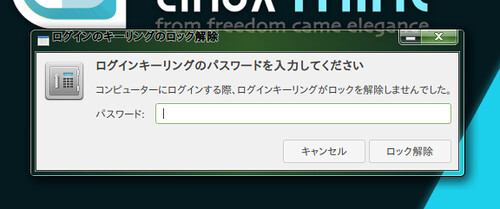 Linux Mint
from freedom came elegance
ログインのキーリングのロック解除
ログインキーリングのパスワードを入力してください
コンピューターにログインする際、ログインキーリングがロックを解除しませんでした。
パスワード:
キャンセル
ロック解除